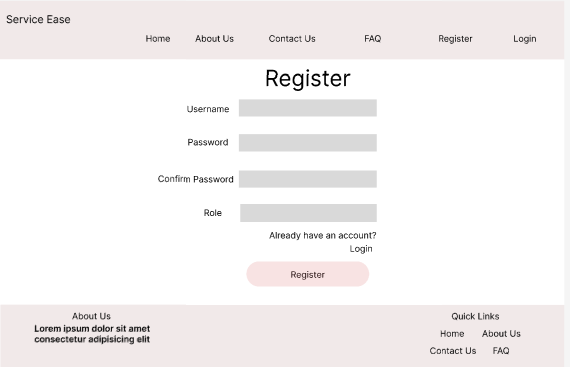 Service Ease
Home About Us Contact Us FAQ Register Login
Register
Username
Password
Confirm Password
Role
Already have an account?
Login
Register
About Us
Lorem ipsum dolor sit amet
consectetur adipisicing elit
Quick Links
Home About Us
Contact Us FAQ